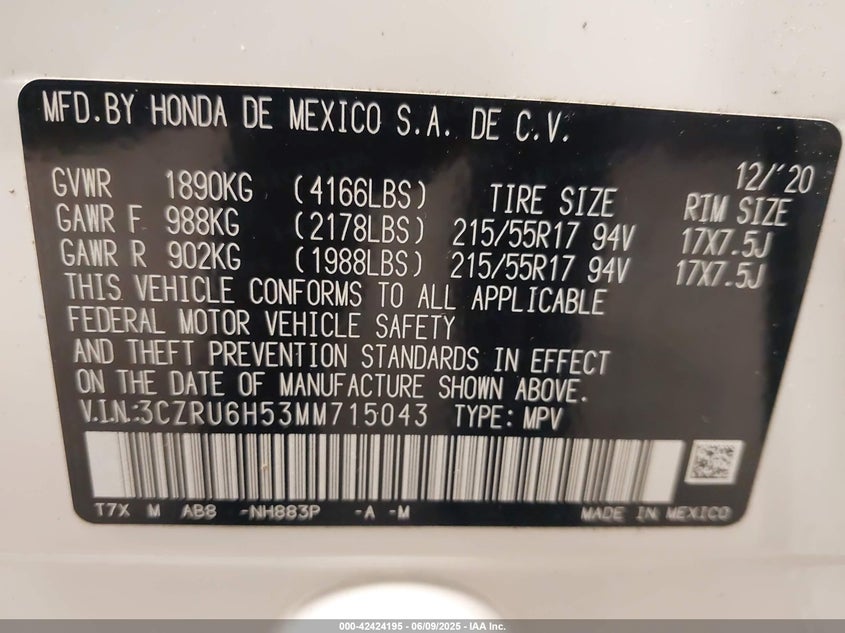 MFD.BY HONDA DE MEXICO S.A. DE C.V.
12/'20
GVWR 1890KG (4166LBS) TIRE SIZE RIM SIZE
GAWR F 988KG (2178LBS) 215/55R17 94V 17X7.5J
GAWR R 902KG (1988LBS) 215/55R17 94V 17X7.5J
THIS VEHICLE CONFORMS TO ALL APPLICABLE
FEDERAL MOTOR VEHICLE SAFETY
AND THEFT PREVENTION STANDARDS IN EFFECT
ON THE DATE OF MANUFACTURE SHOWN ABOVE.
V.I.N.:3CZRU6H53MM715043 TYPE: MPV
T7X M AB8 -NH883P -A -M MADE IN MEXICO
000-42424195 - 06/09/2025 - IAA Inc.